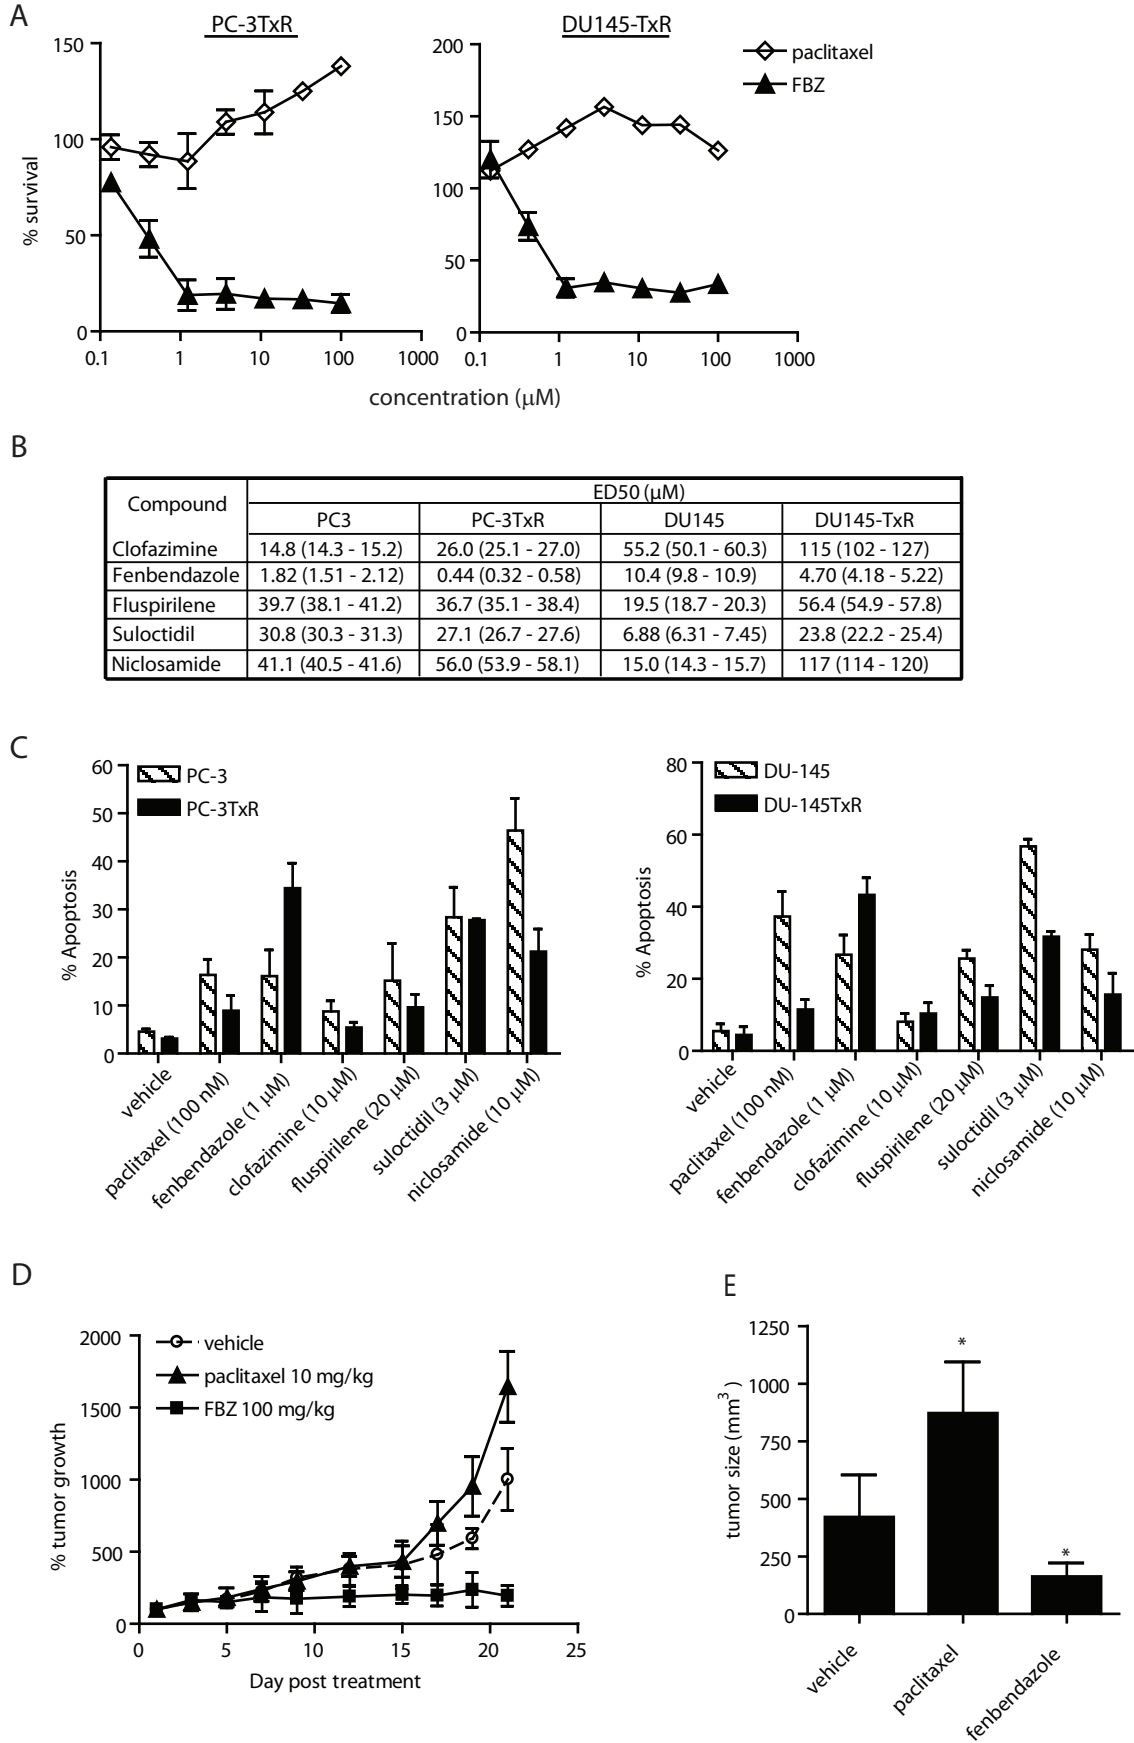 A
PC-3TxR
DU145-TxR
paclitaxel
FBZ
% survival
150
100
50
0
0.1 1 10 100 1000
200
150
100
50
0
0.1 1 10 100 1000
concentration (µM)
B
Compound
ED50 (µM)
PC3 PC-3TxR DU145 DU145-TxR
Clofazimine 14.8 (14.3 - 15.2) 26.0 (25.1 - 27.0) 55.2 (50.1 - 60.3) 115 (102 - 127)
Fenbendazole 1.82 (1.51 - 2.12) 0.44 (0.32 - 0.58) 10.4 (9.8 - 10.9) 4.70 (4.18 - 5.22)
Fluspirilene 39.7 (38.1 - 41.2) 36.7 (35.1 - 38.4) 19.5 (18.7 - 20.3) 56.4 (54.9 - 57.8)
Suloctidil 30.8 (30.3 - 31.3) 27.1 (26.7 - 27.6) 6.88 (6.31 - 7.45) 23.8 (22.2 - 25.4)
Niclosamide 41.1 (40.5 - 41.6) 56.0 (53.9 - 58.1) 15.0 (14.3 - 15.7) 117 (114 - 120)
C
PC-3
PC-3TxR
% Apoptosis
60
50
40
30
20
10
0
vehicle
paclitaxel (100 nM)
fenbendazole (1 µM)
clofazimine (10 µM)
fluspirilene (20 µM)
suloctidil (3 µM)
niclosamide (10 µM)
DU-145
DU-145TxR
% Apoptosis
80
60
40
20
0
vehicle
paclitaxel (100 nM)
fenbendazole (1 µM)
clofazimine (10 µM)
fluspirilene (20 µM)
suloctidil (3 µM)
niclosamide (10 µM)
D
vehicle
paclitaxel 10 mg/kg
FBZ 100 mg/kg
% tumor growth
2000
1500
1000
500
0
0 5 10 15 20 25
Day post treatment
E
tumor size (mm3)
1250
1000
750
500
250
0
*
*
vehicle
paclitaxel
fenbendazole